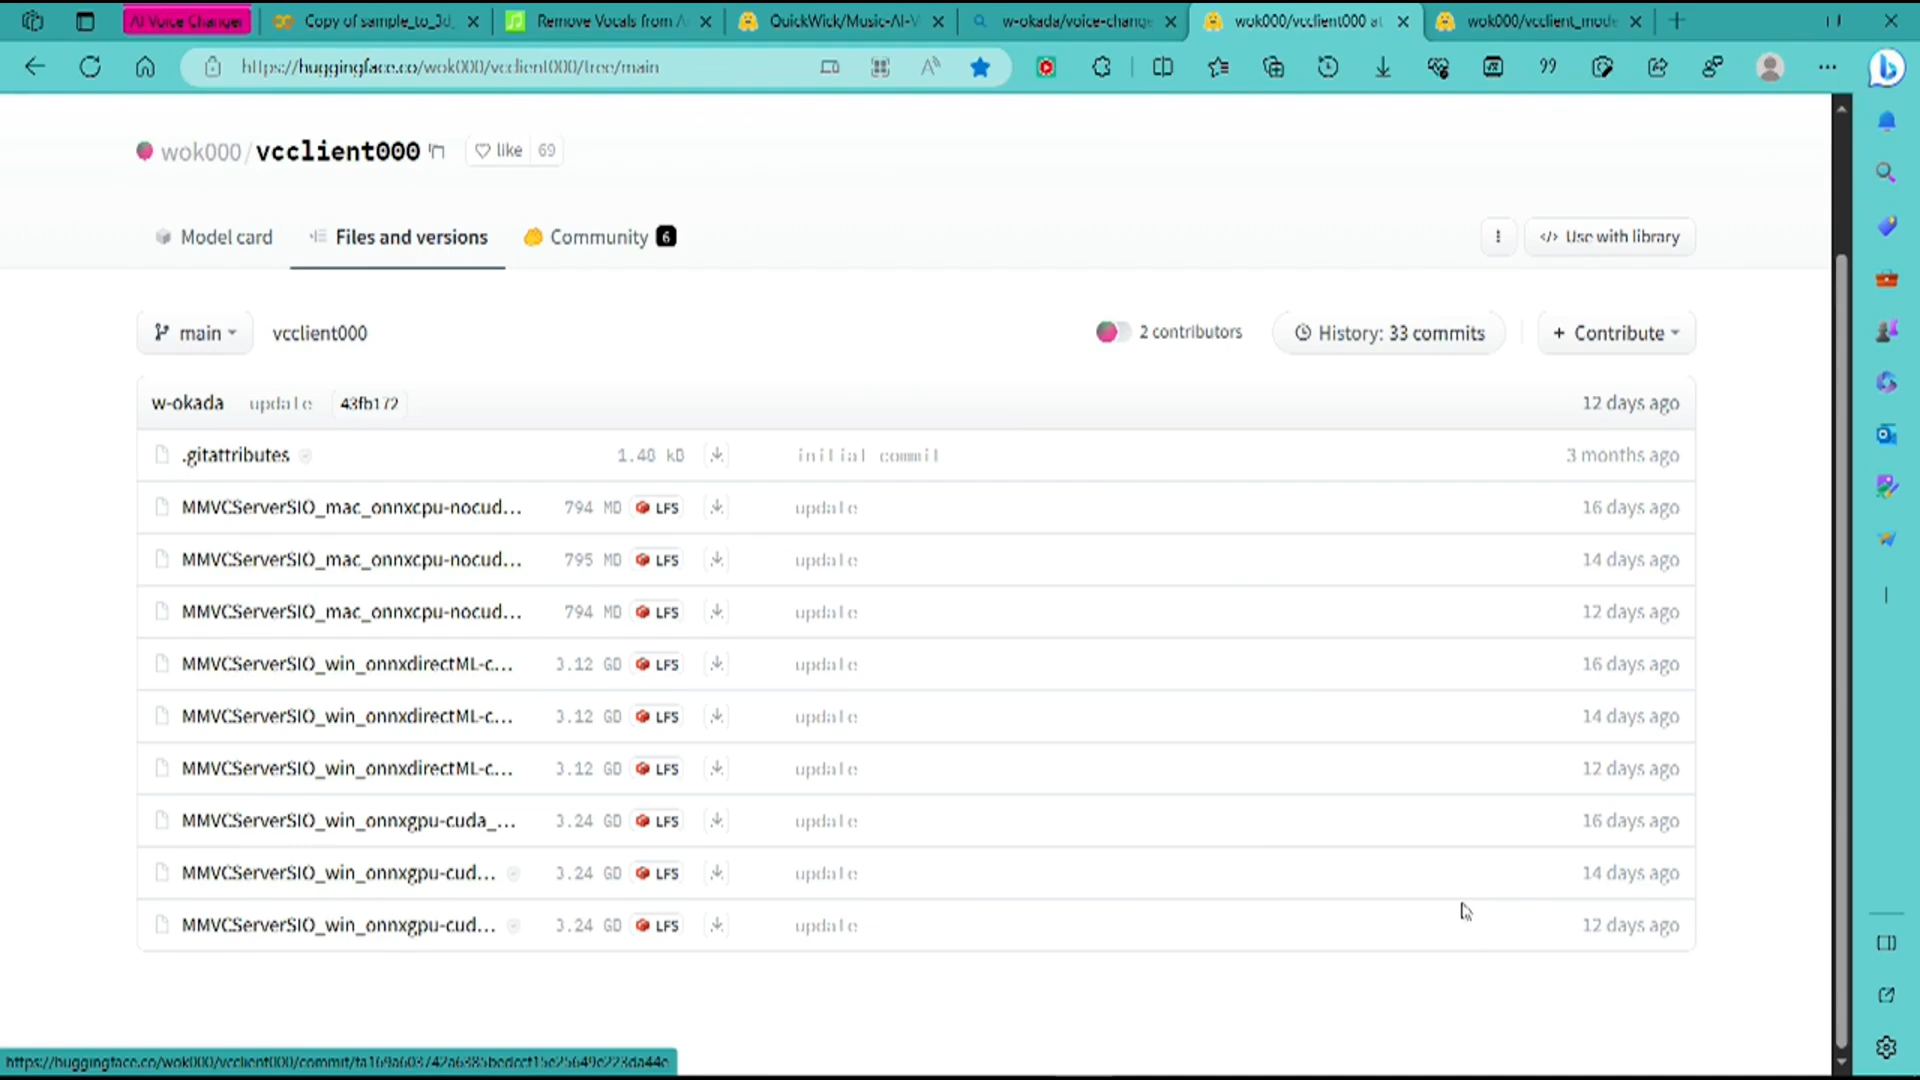 AI Voice Changer
Copy of sample_to_3d_
Remove Vocals from A
QuickWick/Music-AI-V
w-okada/voice-change
wok000/vcclient000 at
wok000/vcclient_mode
https://huggingface.co/wok000/vcclient000/tree/main
wok000/vcclient000
like 69
Model card
Files and versions
Community 6
</> Use with library
main
vcclient000
2 contributors
History: 33 commits
+ Contribute
w-okada update 43fb172 12 days ago
.gitattributes 1.48 kB initial commit 3 months ago
MMVCServerSIO_mac_onnxcpu-nocud... 794 MB LFS update 16 days ago
MMVCServerSIO_mac_onnxcpu-nocud... 795 MB LFS update 14 days ago
MMVCServerSIO_mac_onnxcpu-nocud... 794 MB LFS update 12 days ago
MMVCServerSIO_win_onnxdirectML-c... 3.12 GB LFS update 16 days ago
MMVCServerSIO_win_onnxdirectML-c... 3.12 GB LFS update 14 days ago
MMVCServerSIO_win_onnxdirectML-c... 3.12 GB LFS update 12 days ago
MMVCServerSIO_win_onnxgpu-cuda_... 3.24 GB LFS update 16 days ago
MMVCServerSIO_win_onnxgpu-cud... 3.24 GB LFS update 14 days ago
MMVCServerSIO_win_onnxgpu-cud... 3.24 GB LFS update 12 days ago